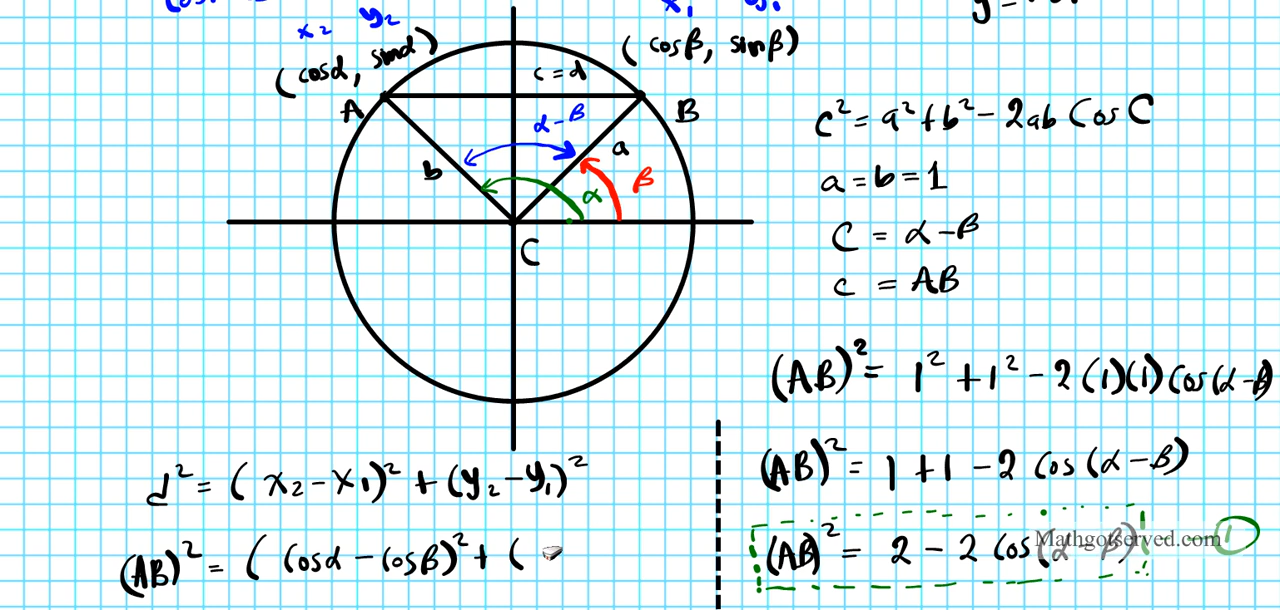 x₂ y₂
x₁ y₁
(cosα, sinα)
(cosβ, sinβ)
c=d
A
B
α-β
a
b
α
β
C
c² = a² + b² - 2ab Cos C
a = b = 1
C = α-β
c = AB
(AB)² = 1² + 1² - 2(1)(1) Cos(α-β)
(AB)² = 1 + 1 - 2 Cos (α-β)
(AB)² = 2 - 2 Cos(α-β) 1
Mathgotserved.com
d² = (x₂-x₁)² + (y₂-y₁)²
(AB)² = (Cosα - Cosβ)² + (